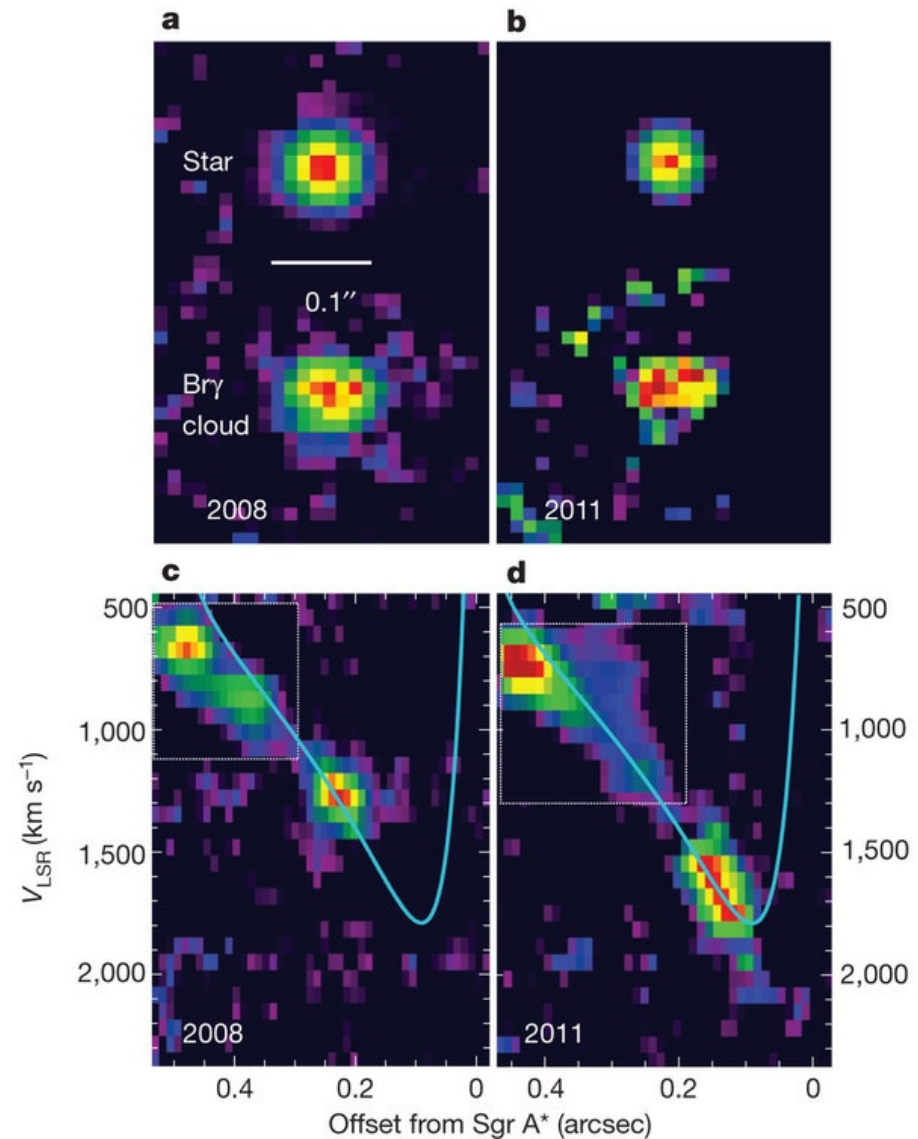 a
b
Star
0.1″
Brγ
cloud
2008
2011
c
d
500
1,000
1,500
2,000
V_LSR (km s⁻¹)
2008
500
1,000
1,500
2,000
2011
0.4
0.2
0
0.4
0.2
0
Offset from Sgr A* (arcsec)